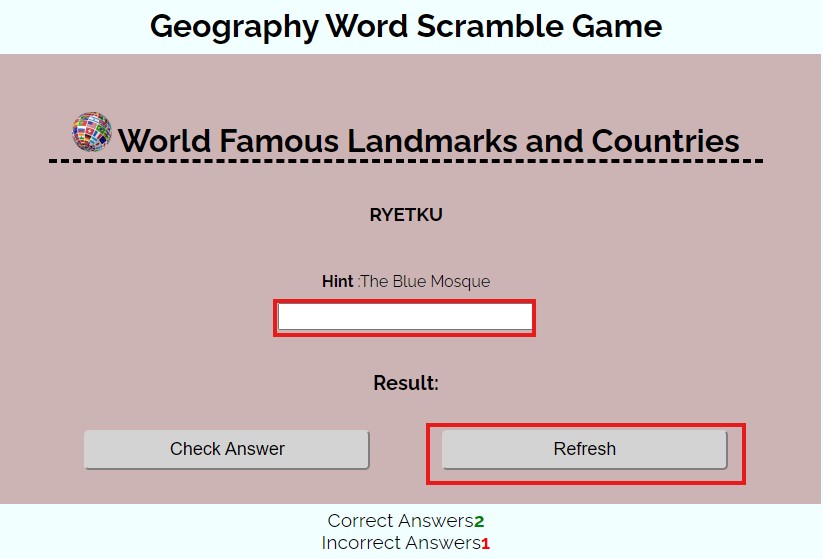 Geography Word Scramble Game
World Famous Landmarks and Countries
RYETKU
Hint :The Blue Mosque
Result:
Check Answer Refresh
Correct Answers2
Incorrect Answers1